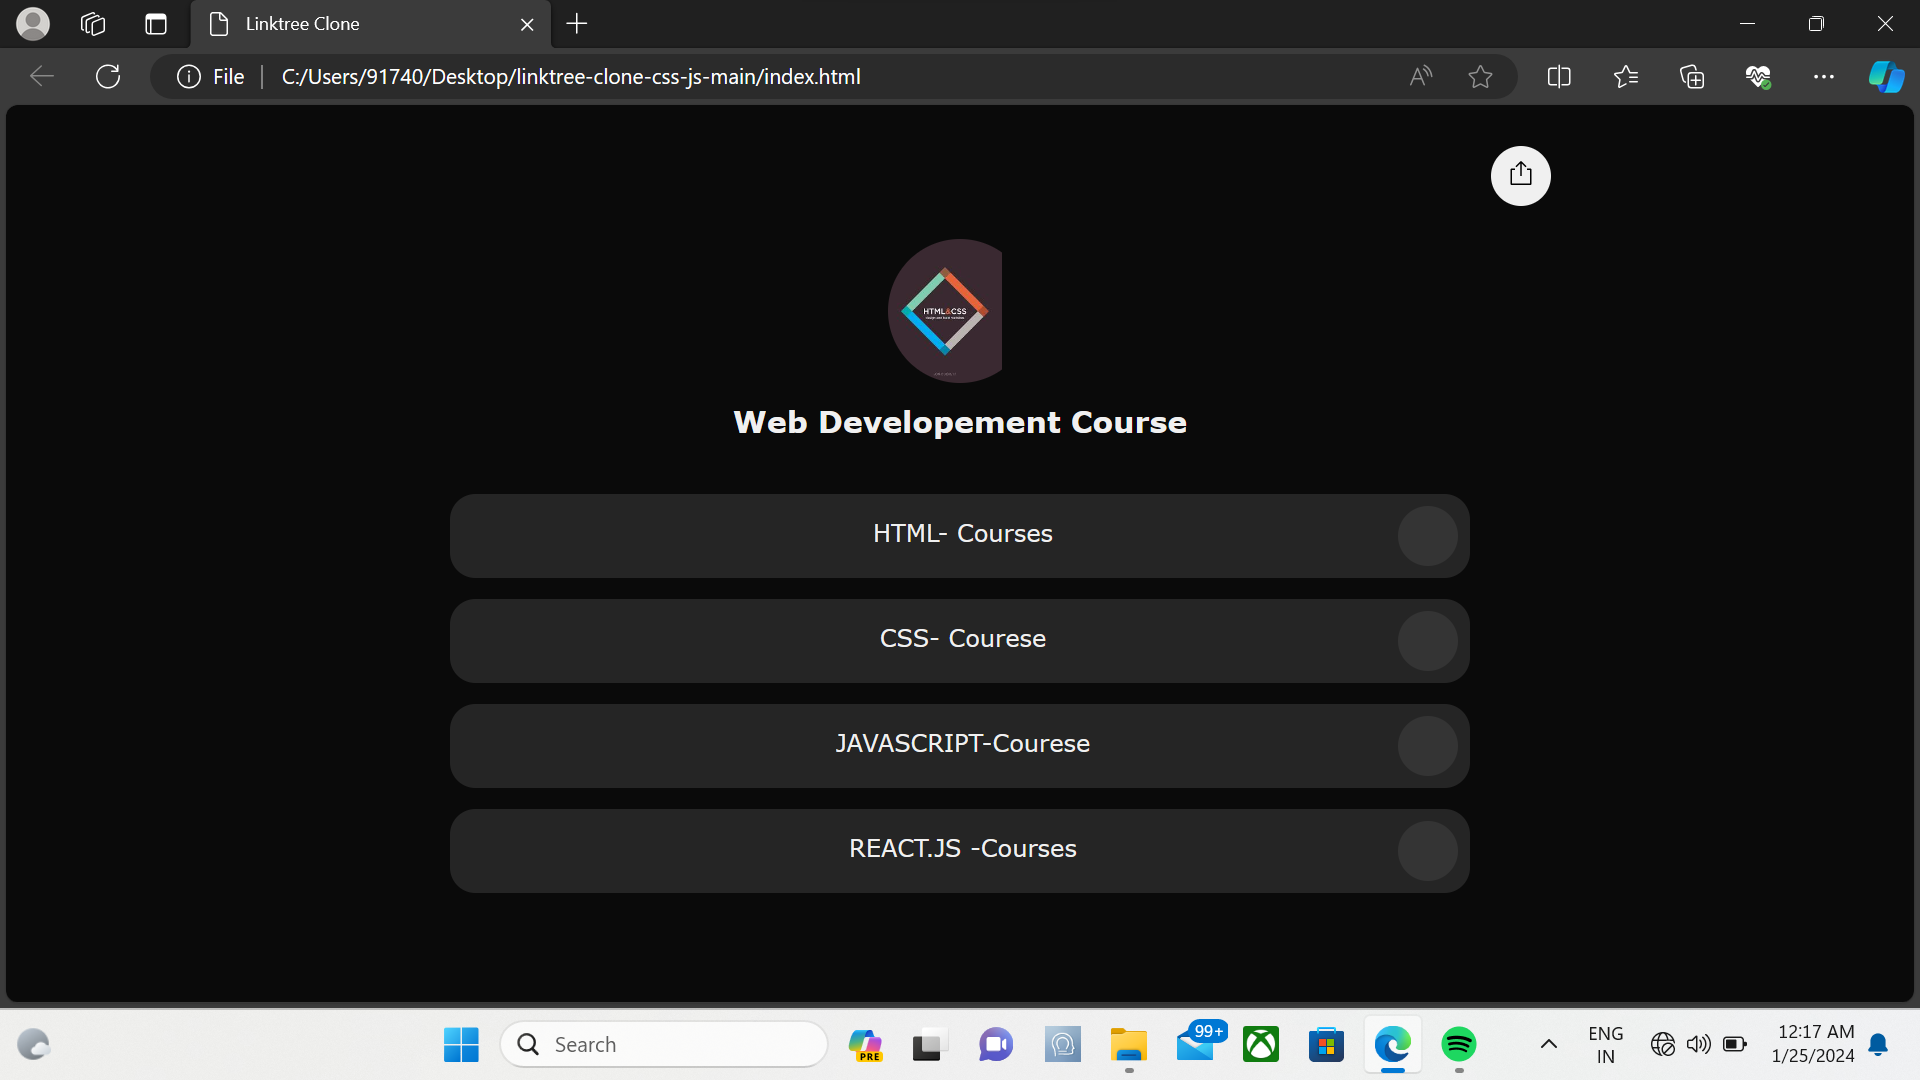 Linktree Clone
File
C:/Users/91740/Desktop/linktree-clone-css-js-main/index.html
HTML&CSS
Web Developement Course
HTML- Courses
CSS- Courese
JAVASCRIPT-Courese
REACT.JS -Courses
Search
PRE
99+
ENG
IN
12:17 AM
1/25/2024